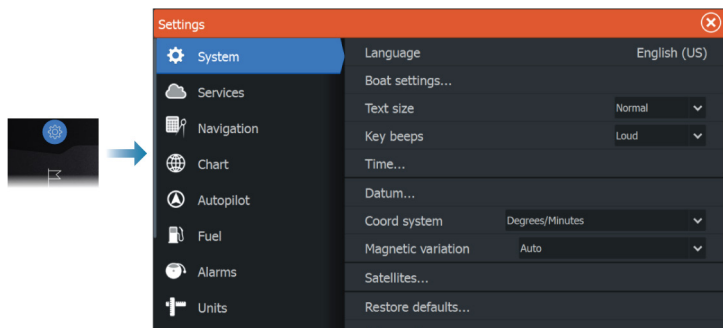 Settings
System
Services
Navigation
Chart
Autopilot
Fuel
Alarms
Units
Language English (US)
Boat settings...
Text size Normal
Key beeps Loud
Time...
Datum...
Coord system Degrees/Minutes
Magnetic variation Auto
Satellites...
Restore defaults...